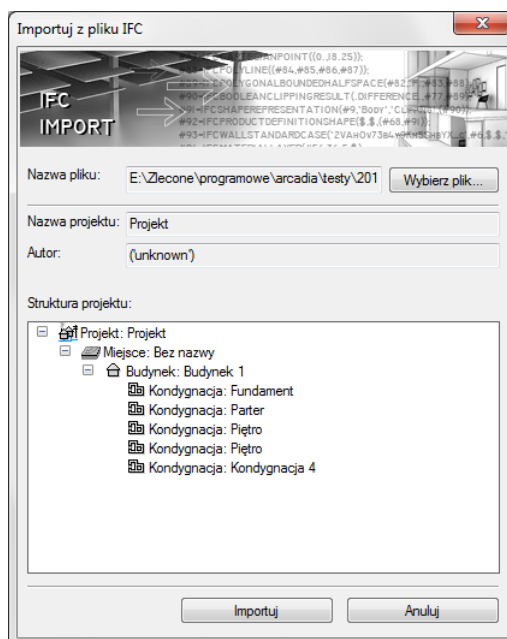 Importuj z pliku IFC
IFC
IMPORT
Nazwa pliku:
E:\Zlecone\programowe\arcadia\testy\201
Wybierz plik...
Nazwa projektu:
Projekt
Autor:
('unknown')
Struktura projektu:
Projekt: Projekt
Miejsce: Bez nazwy
Budynek: Budynek 1
Kondygnacja: Fundament
Kondygnacja: Parter
Kondygnacja: Piętro
Kondygnacja: Piętro
Kondygnacja: Kondygnacja 4
Importuj
Anuluj